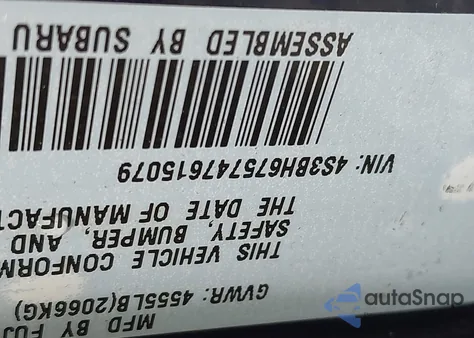 MFD BY FUJ
GVWR: 4555LB(2066KG)
THIS VEHICLE CONFORM
SAFETY, BUMPER, AND
THE DATE OF MANUFACT
VIN: 4S3BH675747615079
ASSEMBLED BY SUBARU
autoSnap